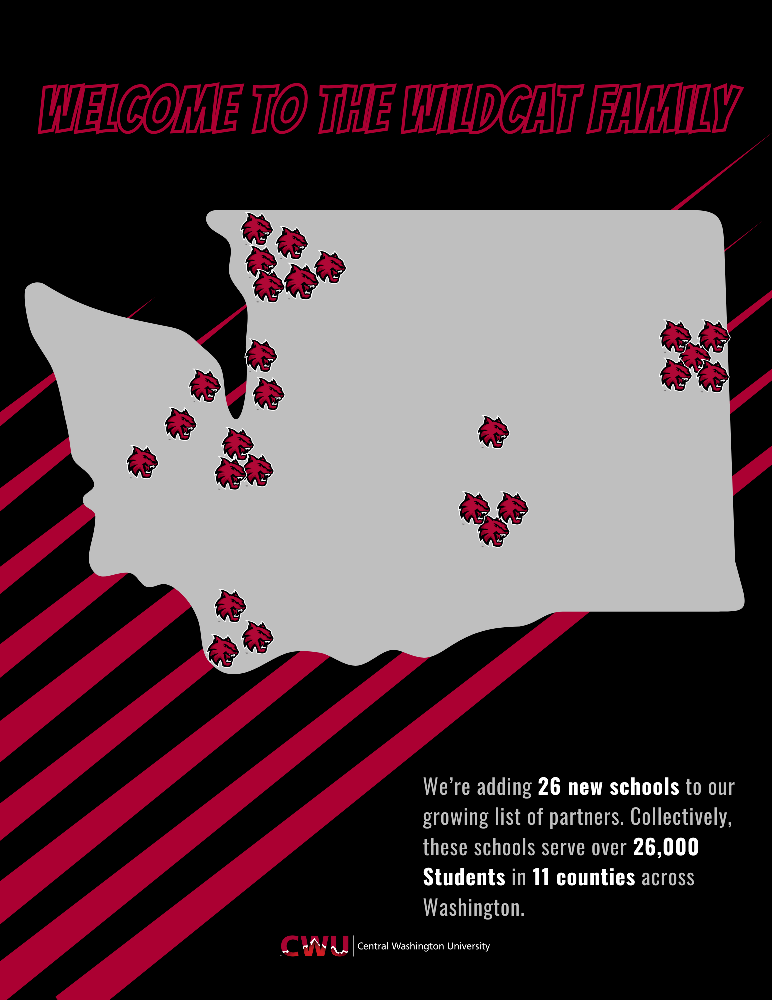 WELCOME TO THE WILDCAT FAMILY
We're adding 26 new schools to our
growing list of partners. Collectively,
these schools serve over 26,000
Students in 11 counties across
Washington.
CWU Central Washington University